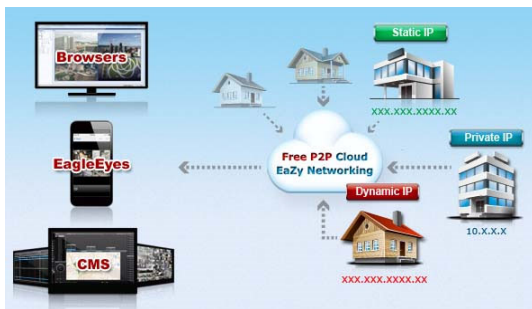 Browsers
Static IP
XXX.XXX.XXXX.XX
EagleEyes
Free P2P Cloud
EaZy Networking
Private IP
10.X.X.X
Dynamic IP
XXX.XXX.XXXX.XX
CMS